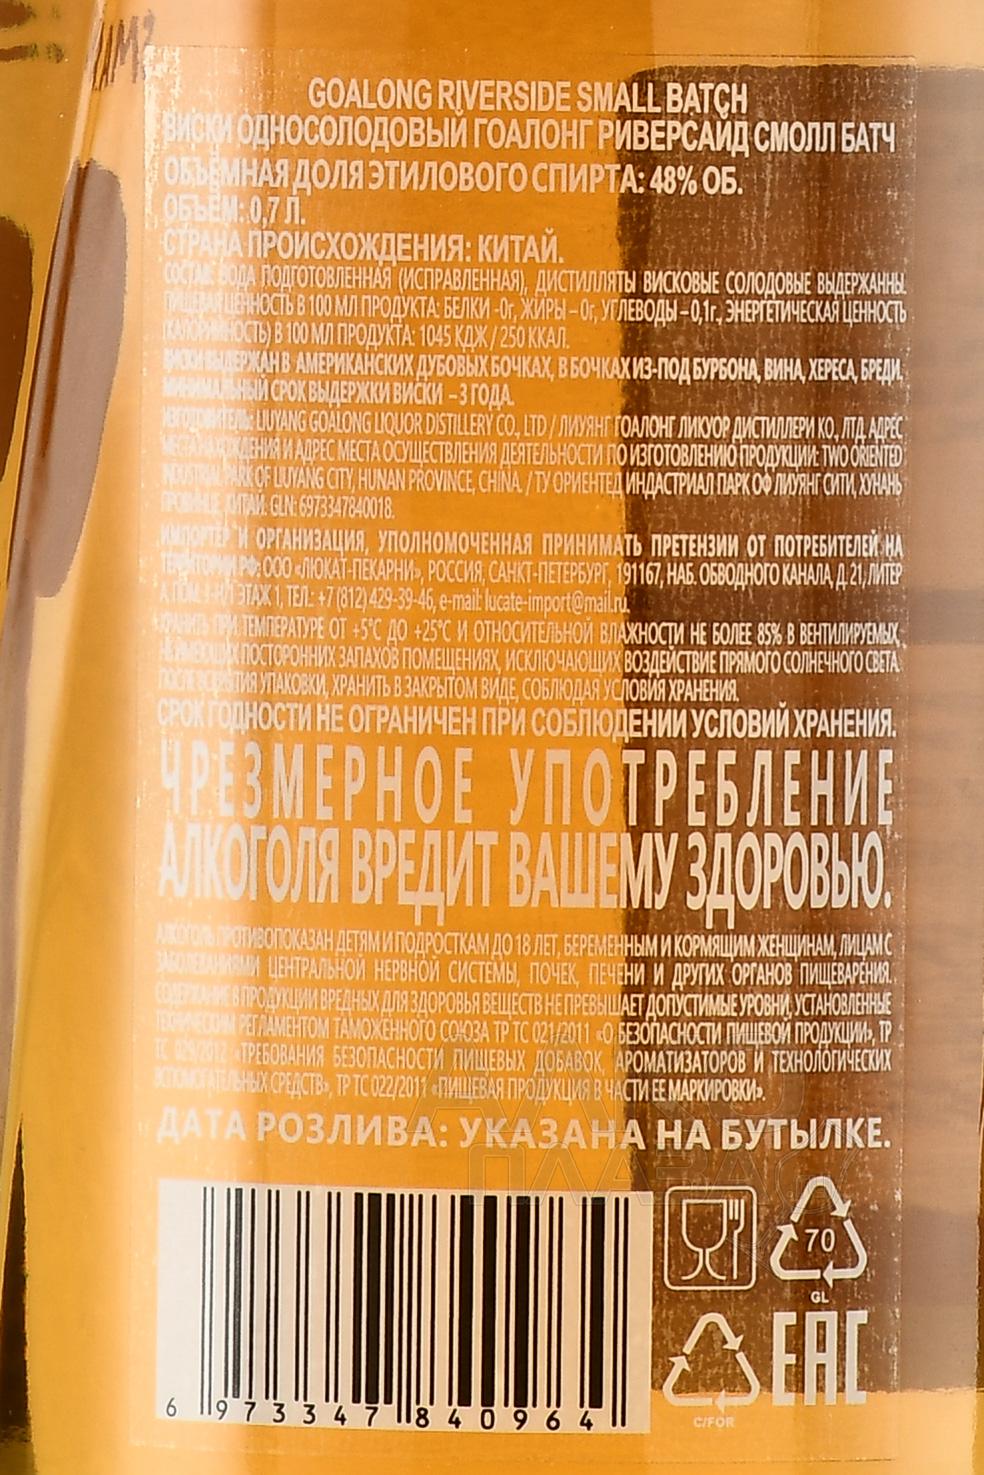 GOALONG RIVERSIDE SMALL BATCH
ВИСКИ ОДНОСОЛОДОВЫЙ ГОАЛОНГ РИВЕРСАЙД СМОЛЛ БАТЧ
ОБЪЁМНАЯ ДОЛЯ ЭТИЛОВОГО СПИРТА: 48% ОБ.
ОБЪЁМ: 0,7 Л.
СТРАНА ПРОИСХОЖДЕНИЯ: КИТАЙ.
СОСТАВ: ВОДА ПОДГОТОВЛЕННАЯ (ИСПРАВЛЕННАЯ), ДИСТИЛЛЯТЫ ВИСКОВЫЕ СОЛОДОВЫЕ ВЫДЕРЖАННЫ.
ПИЩЕВАЯ ЦЕННОСТЬ В 100 МЛ ПРОДУКТА: БЕЛКИ -0г, ЖИРЫ – 0г, УГЛЕВОДЫ – 0,1г., ЭНЕРГЕТИЧЕСКАЯ ЦЕННОСТЬ
(КАЛОРИЙНОСТЬ) В 100 МЛ ПРОДУКТА: 1045 КДЖ / 250 ККАЛ.
ВИСКИ ВЫДЕРЖАН В АМЕРИКАНСКИХ ДУБОВЫХ БОЧКАХ, В БОЧКАХ ИЗ-ПОД БУРБОНА, ВИНА, ХЕРЕСА, БРЕДИ.
МИНИМАЛЬНЫЙ СРОК ВЫДЕРЖКИ ВИСКИ – 3 ГОДА.
ИЗГОТОВИТЕЛЬ: LIUYANG GOALONG LIQUOR DISTILLERY CO., LTD / ЛИУЯНГ ГОАЛОНГ ЛИКУОР ДИСТИЛЛЕРИ КО., ЛТД. АДРЕС
МЕСТА НАХОЖДЕНИЯ И АДРЕС МЕСТА ОСУЩЕСТВЛЕНИЯ ДЕЯТЕЛЬНОСТИ ПО ИЗГОТОВЛЕНИЮ ПРОДУКЦИИ: TWO ORIENTED
INDUSTRIAL PARK OF LIUYANG CITY, HUNAN PROVINCE, CHINA. / ТУ ОРИЕНТЕД ИНДАСТРИАЛ ПАРК ОФ ЛИУЯНГ СИТИ, ХУНАНЬ
ПРОВИНЦЕ, КИТАЙ. GLN: 6973347840018.
ИМПОРТЁР И ОРГАНИЗАЦИЯ, УПОЛНОМОЧЕННАЯ ПРИНИМАТЬ ПРЕТЕНЗИИ ОТ ПОТРЕБИТЕЛЕЙ НА
ТЕРРИТОРИИ РФ: ООО «ЛЮКАТ-ПЕКАРНИ», РОССИЯ, САНКТ-ПЕТЕРБУРГ, 191167, НАБ. ОБВОДНОГО КАНАЛА, Д. 21, ЛИТЕР
А, ПОМ. 3-Н/1 ЭТАЖ 1, ТЕЛ.: +7 (812) 429-39-46, e-mail: lucate-import@mail.ru.
ХРАНИТЬ ПРИ ТЕМПЕРАТУРЕ ОТ +5°С ДО +25°С И ОТНОСИТЕЛЬНОЙ ВЛАЖНОСТИ НЕ БОЛЕЕ 85% В ВЕНТИЛИРУЕМЫХ,
НЕ ИМЕЮЩИХ ПОСТОРОННИХ ЗАПАХОВ ПОМЕЩЕНИЯХ, ИСКЛЮЧАЮЩИХ ВОЗДЕЙСТВИЕ ПРЯМОГО СОЛНЕЧНОГО СВЕТА.
ПОСЛЕ ВСКРЫТИЯ УПАКОВКИ, ХРАНИТЬ В ЗАКРЫТОМ ВИДЕ, СОБЛЮДАЯ УСЛОВИЯ ХРАНЕНИЯ.
СРОК ГОДНОСТИ НЕ ОГРАНИЧЕН ПРИ СОБЛЮДЕНИИ УСЛОВИЙ ХРАНЕНИЯ.
ЧРЕЗМЕРНОЕ УПОТРЕБЛЕНИЕ
АЛКОГОЛЯ ВРЕДИТ ВАШЕМУ ЗДОРОВЬЮ.
АЛКОГОЛЬ ПРОТИВОПОКАЗАН ДЕТЯМ И ПОДРОСТКАМ ДО 18 ЛЕТ, БЕРЕМЕННЫМ И КОРМЯЩИМ ЖЕНЩИНАМ, ЛИЦАМ С
ЗАБОЛЕВАНИЯМИ ЦЕНТРАЛЬНОЙ НЕРВНОЙ СИСТЕМЫ, ПОЧЕК, ПЕЧЕНИ И ДРУГИХ ОРГАНОВ ПИЩЕВАРЕНИЯ.
СОДЕРЖАНИЕ В ПРОДУКЦИИ ВРЕДНЫХ ДЛЯ ЗДОРОВЬЯ ВЕЩЕСТВ НЕ ПРЕВЫШАЕТ ДОПУСТИМЫЕ УРОВНИ, УСТАНОВЛЕННЫЕ
ТЕХНИЧЕСКИМ РЕГЛАМЕНТОМ ТАМОЖЕННОГО СОЮЗА ТР ТС 021/2011 «О БЕЗОПАСНОСТИ ПИЩЕВОЙ ПРОДУКЦИИ», ТР
ТС 029/2012 «ТРЕБОВАНИЯ БЕЗОПАСНОСТИ ПИЩЕВЫХ ДОБАВОК, АРОМАТИЗАТОРОВ И ТЕХНОЛОГИЧЕСКИХ
ВСПОМОГАТЕЛЬНЫХ СРЕДСТВ», ТР ТС 022/2011 «ПИЩЕВАЯ ПРОДУКЦИЯ В ЧАСТИ ЕЕ МАРКИРОВКИ».
ДАТА РОЗЛИВА: УКАЗАНА НА БУТЫЛКЕ.
АЛКО
ПЛАЗА
70
GL
C/FOR
EAC
6 973347 840964